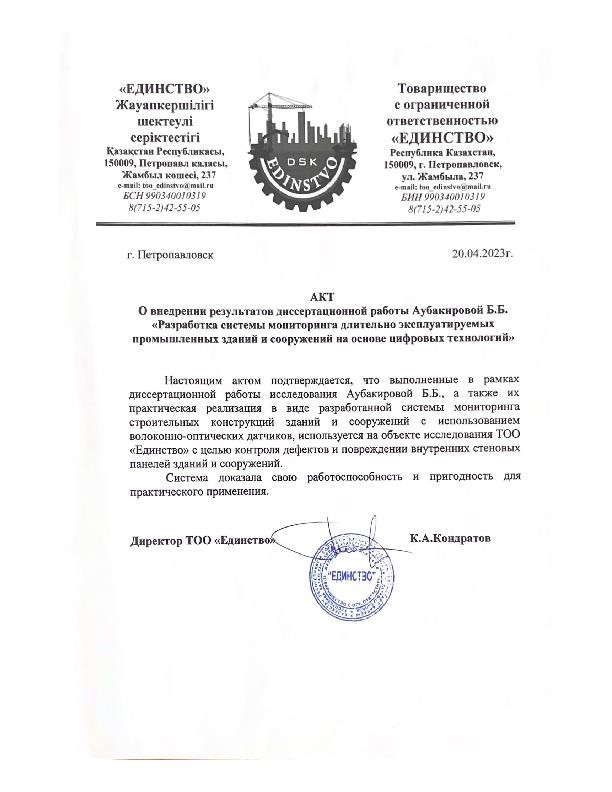 «ЕДИНСТВО»
Жауапкершілігі
шектеулі
серіктестігі
Қазақстан Республикасы,
150009, Петропавл қаласы,
Жамбыл көшесі, 237
e-mail: too_edinstvo@mail.ru
БСН 990340010319
8(715-2)42-55-05
DSK
EDINSTVO
Товарищество
с ограниченной
ответственностью
«ЕДИНСТВО»
Республика Казахстан,
150009, г. Петропавловск,
ул. Жамбыла, 237
e-mail: too_edinstvo@mail.ru
БИН 990340010319
8(715-2)42-55-05
г. Петропавловск
20.04.2023г.
АКТ
О внедрении результатов диссертационной работы Аубакировой Б.Б.
«Разработка системы мониторинга длительно эксплуатируемых
промышленных зданий и сооружений на основе цифровых технологий»
Настоящим актом подтверждается, что выполненные в рамках
диссертационной работы исследования Аубакировой Б.Б., а также их
практическая реализация в виде разработанной системы мониторинга
строительных конструкций зданий и сооружений с использованием
волоконно-оптических датчиков, используется на объекте исследования ТОО
«Единство» с целью контроля дефектов и повреждении внутренних стеновых
панелей зданий и сооружений.
Система доказала свою работоспособность и пригодность для
практического применения.
Директор ТОО «Единство»
К.А.Кондратов
"ЕДИНСТВО"